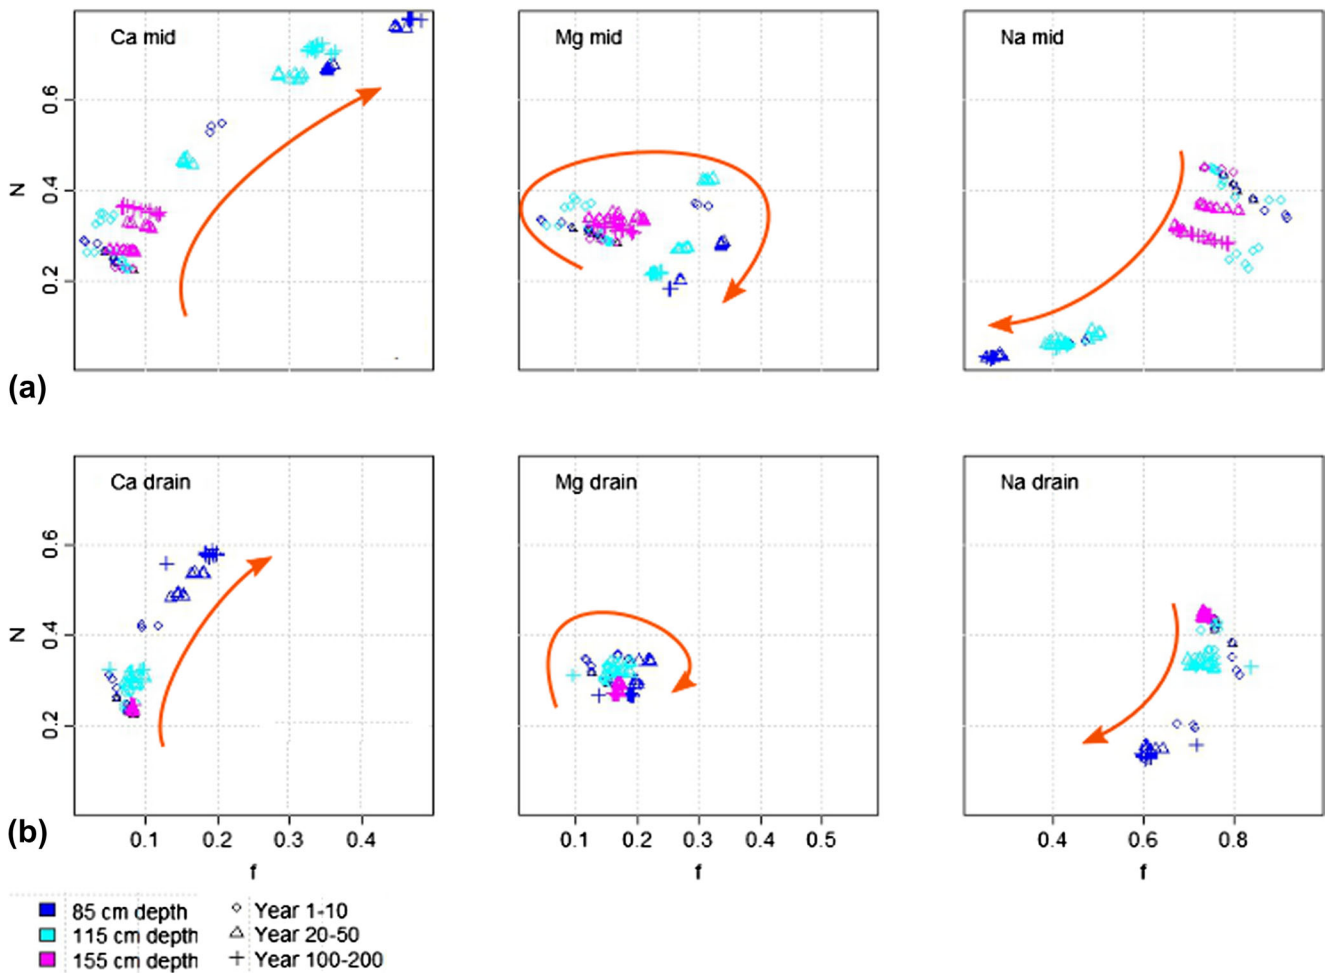 Ca mid
Mg mid
Na mid
N
0.6
0.4
0.2
(a)
Ca drain
Mg drain
Na drain
N
0.6
0.4
0.2
(b)
0.1 0.2 0.3 0.4
0.1 0.2 0.3 0.4 0.5
0.4 0.6 0.8
f
f
f
85 cm depth
115 cm depth
155 cm depth
Year 1-10
Year 20-50
Year 100-200